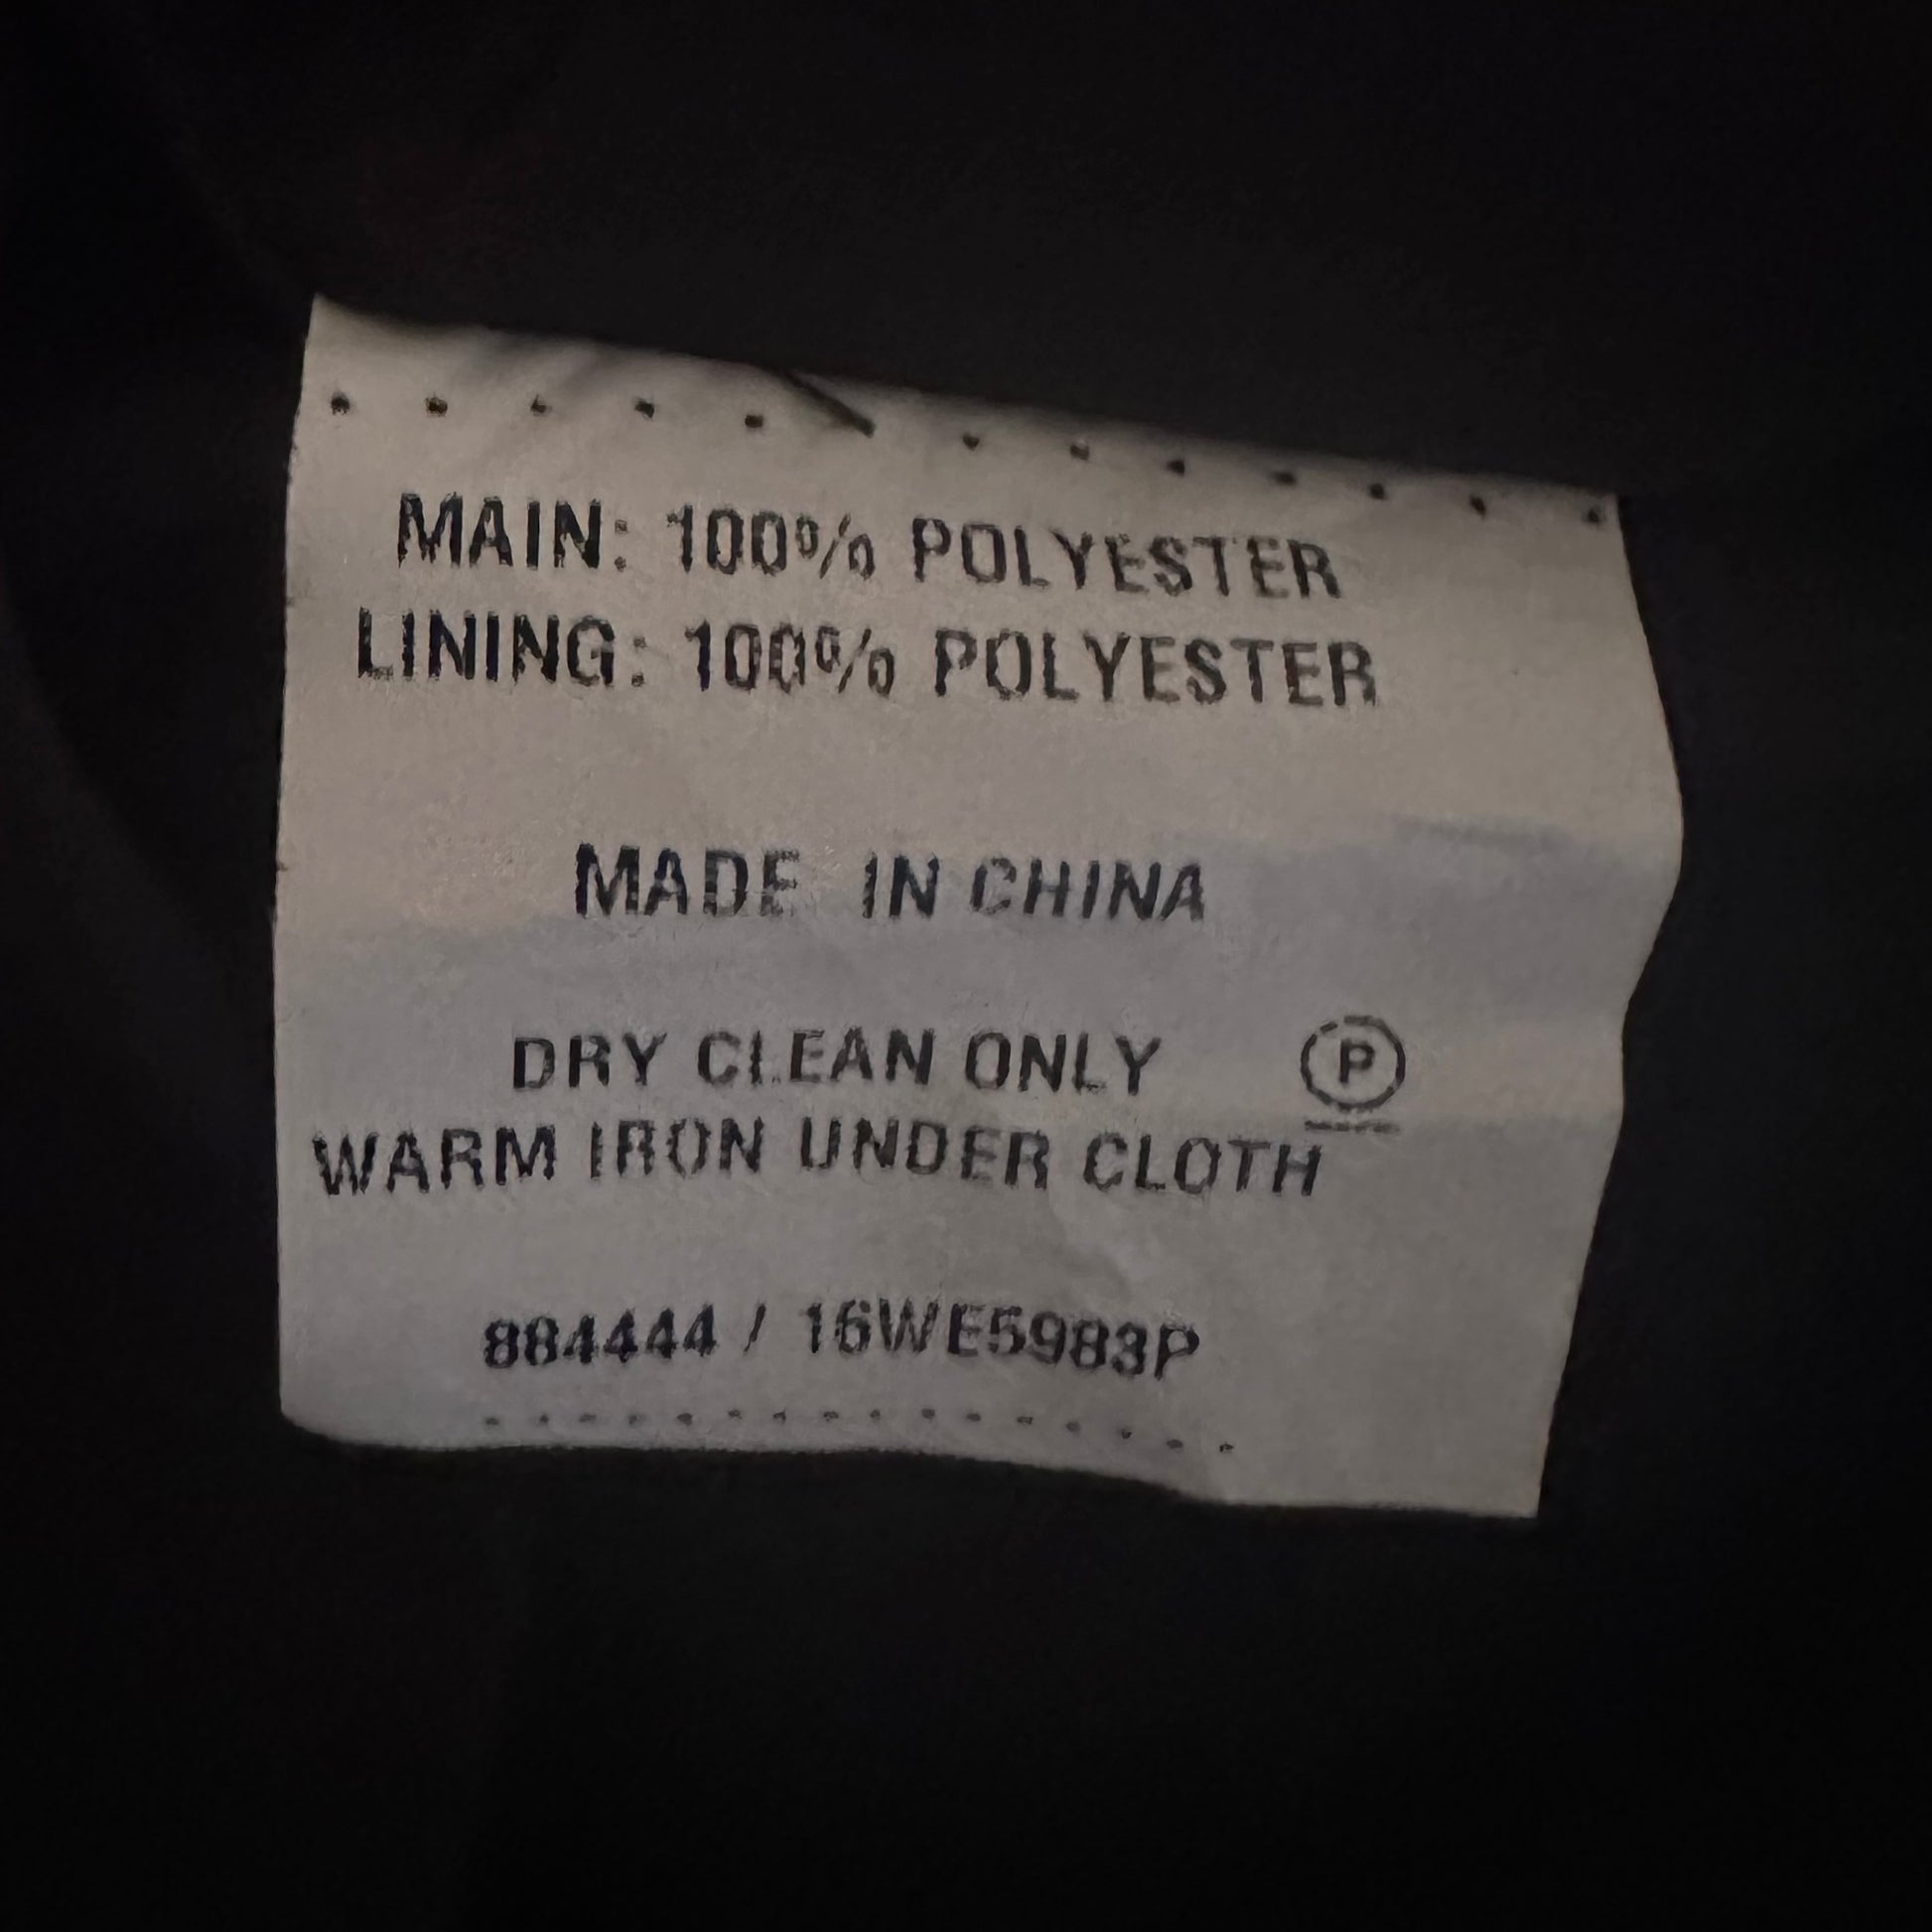 MAIN: 100% POLYESTER
LINING: 100% POLYESTER
MADE IN CHINA
DRY CLEAN ONLY P
WARM IRON UNDER CLOTH
884444 / 16WE5983P